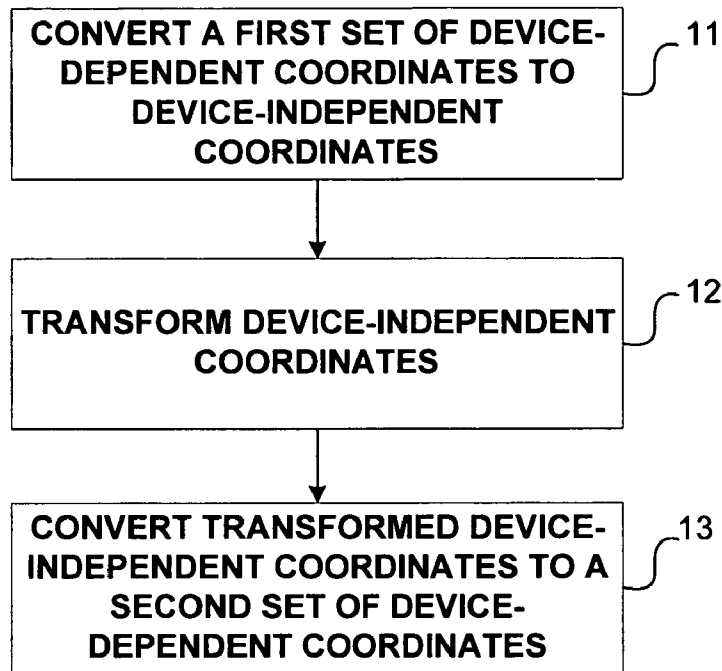 CONVERT A FIRST SET OF DEVICE-
DEPENDENT COORDINATES TO
DEVICE-INDEPENDENT
COORDINATES
11
TRANSFORM DEVICE-INDEPENDENT
COORDINATES
12
CONVERT TRANSFORMED DEVICE-
INDEPENDENT COORDINATES TO A
SECOND SET OF DEVICE-
DEPENDENT COORDINATES
13